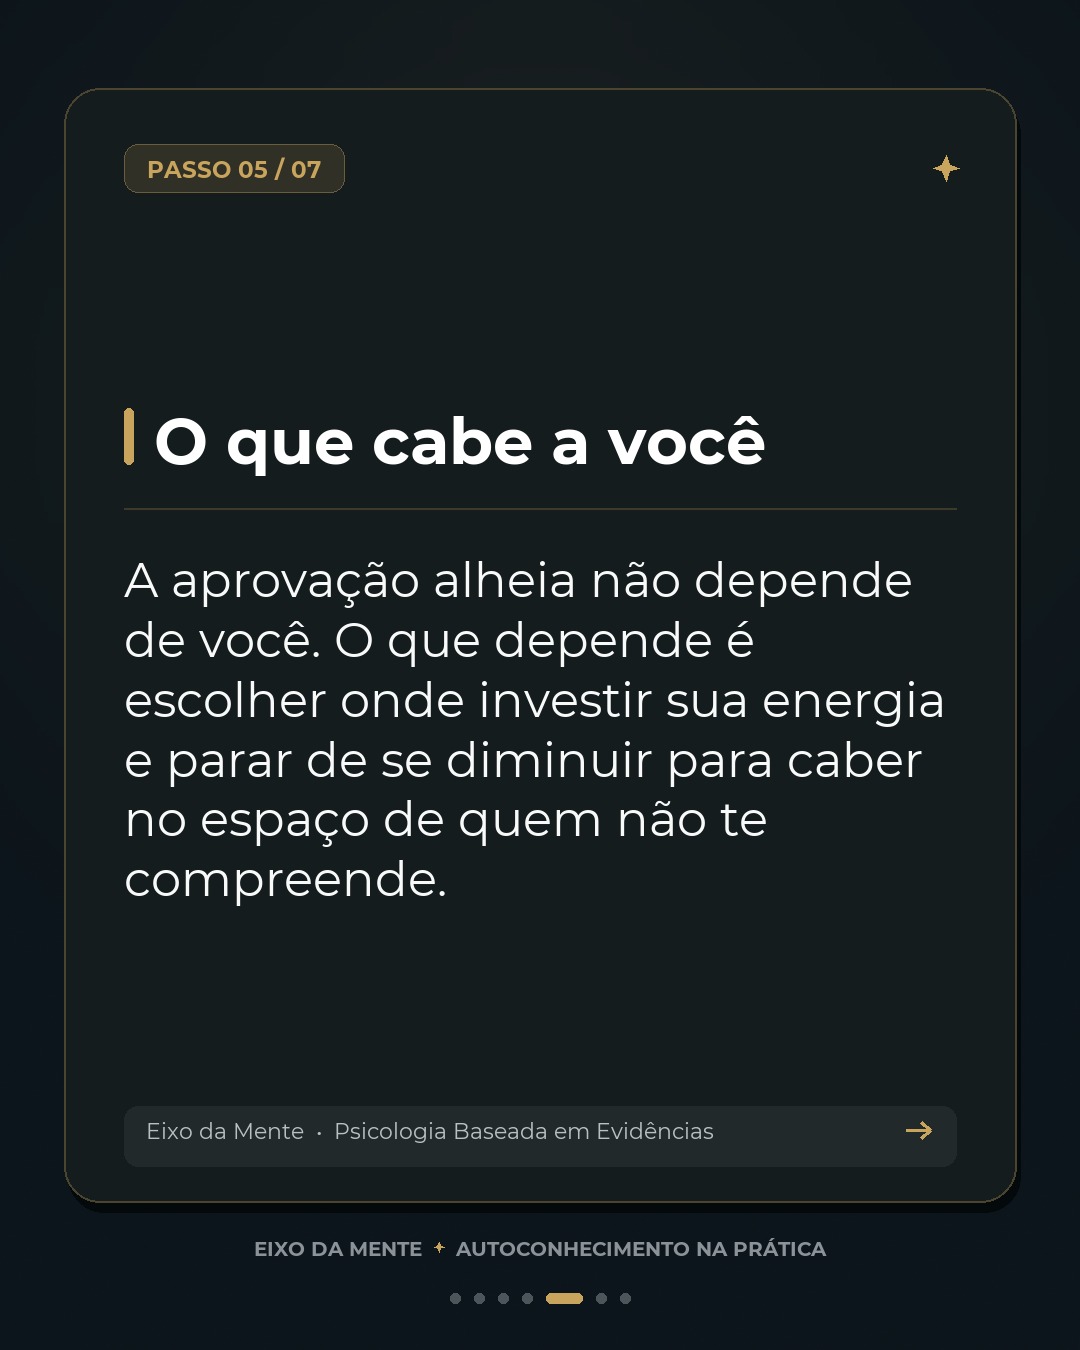 PASSO 05 / 07
O que cabe a você
A aprovação alheia não depende
de você. O que depende é
escolher onde investir sua energia
e parar de se diminuir para caber
no espaço de quem não te
compreende.
Eixo da Mente • Psicologia Baseada em Evidências
EIXO DA MENTE ✦ AUTOCONHECIMENTO NA PRÁTICA